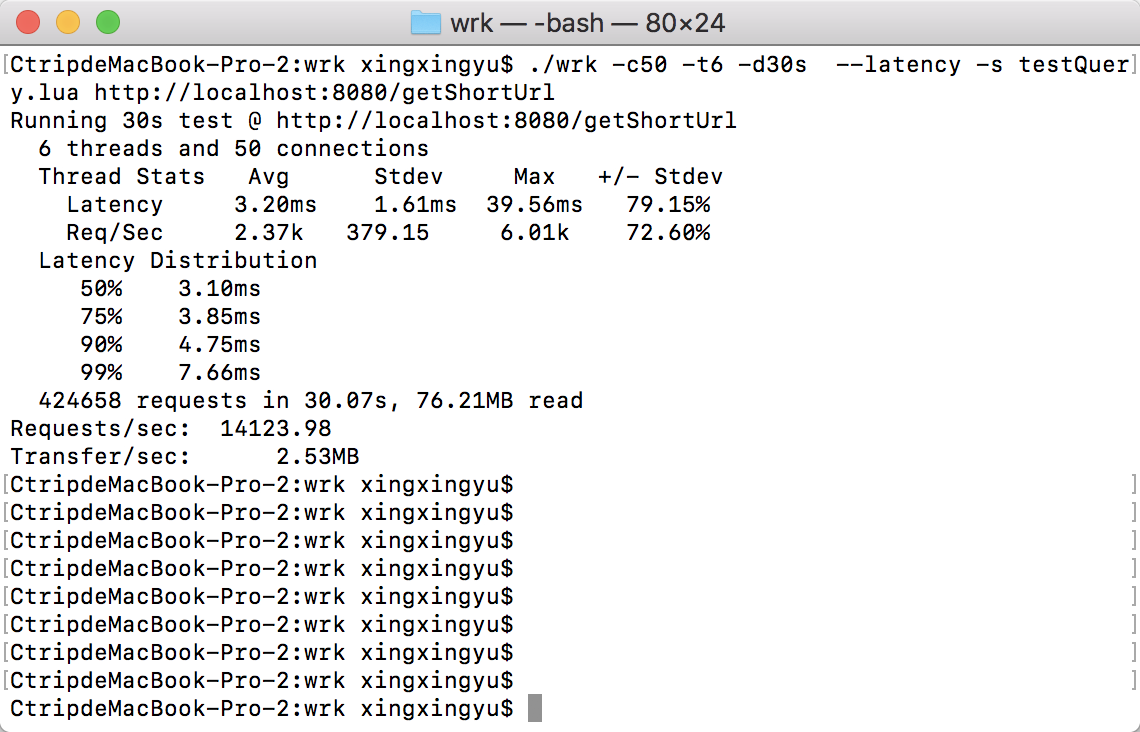 wrk — -bash — 80×24
[CtripdeMacBook-Pro-2:wrk xingxingyu$ ./wrk -c50 -t6 -d30s  --latency -s testQuer]
y.lua http://localhost:8080/getShortUrl
Running 30s test @ http://localhost:8080/getShortUrl
  6 threads and 50 connections
  Thread Stats   Avg      Stdev     Max   +/- Stdev
    Latency     3.20ms    1.61ms  39.56ms   79.15%
    Req/Sec     2.37k   379.15     6.01k    72.60%
  Latency Distribution
     50%    3.10ms
     75%    3.85ms
     90%    4.75ms
     99%    7.66ms
  424658 requests in 30.07s, 76.21MB read
Requests/sec:  14123.98
Transfer/sec:      2.53MB
[CtripdeMacBook-Pro-2:wrk xingxingyu$ ]
[CtripdeMacBook-Pro-2:wrk xingxingyu$ ]
[CtripdeMacBook-Pro-2:wrk xingxingyu$ ]
[CtripdeMacBook-Pro-2:wrk xingxingyu$ ]
[CtripdeMacBook-Pro-2:wrk xingxingyu$ ]
[CtripdeMacBook-Pro-2:wrk xingxingyu$ ]
[CtripdeMacBook-Pro-2:wrk xingxingyu$ ]
[CtripdeMacBook-Pro-2:wrk xingxingyu$ ]
CtripdeMacBook-Pro-2:wrk xingxingyu$